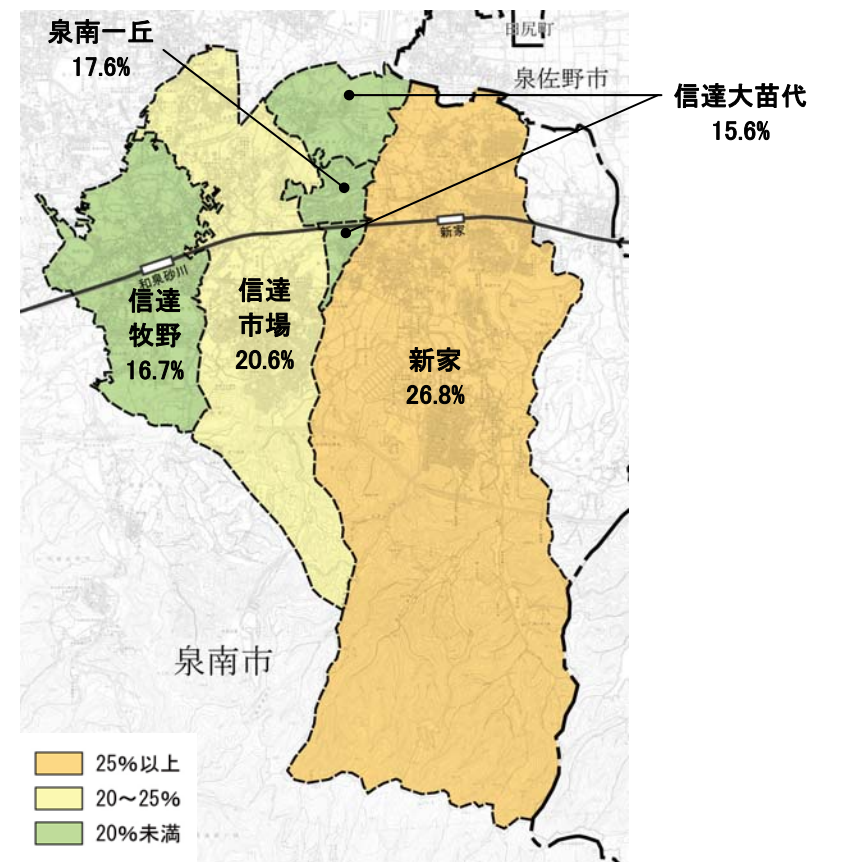 泉南一丘
17.6%
田尻町
泉佐野市
信達大苗代
15.6%
新家
和泉砂川
信達
牧野
16.7%
信達
市場
20.6%
新家
26.8%
泉南市
25%以上
20～25%
20%未満